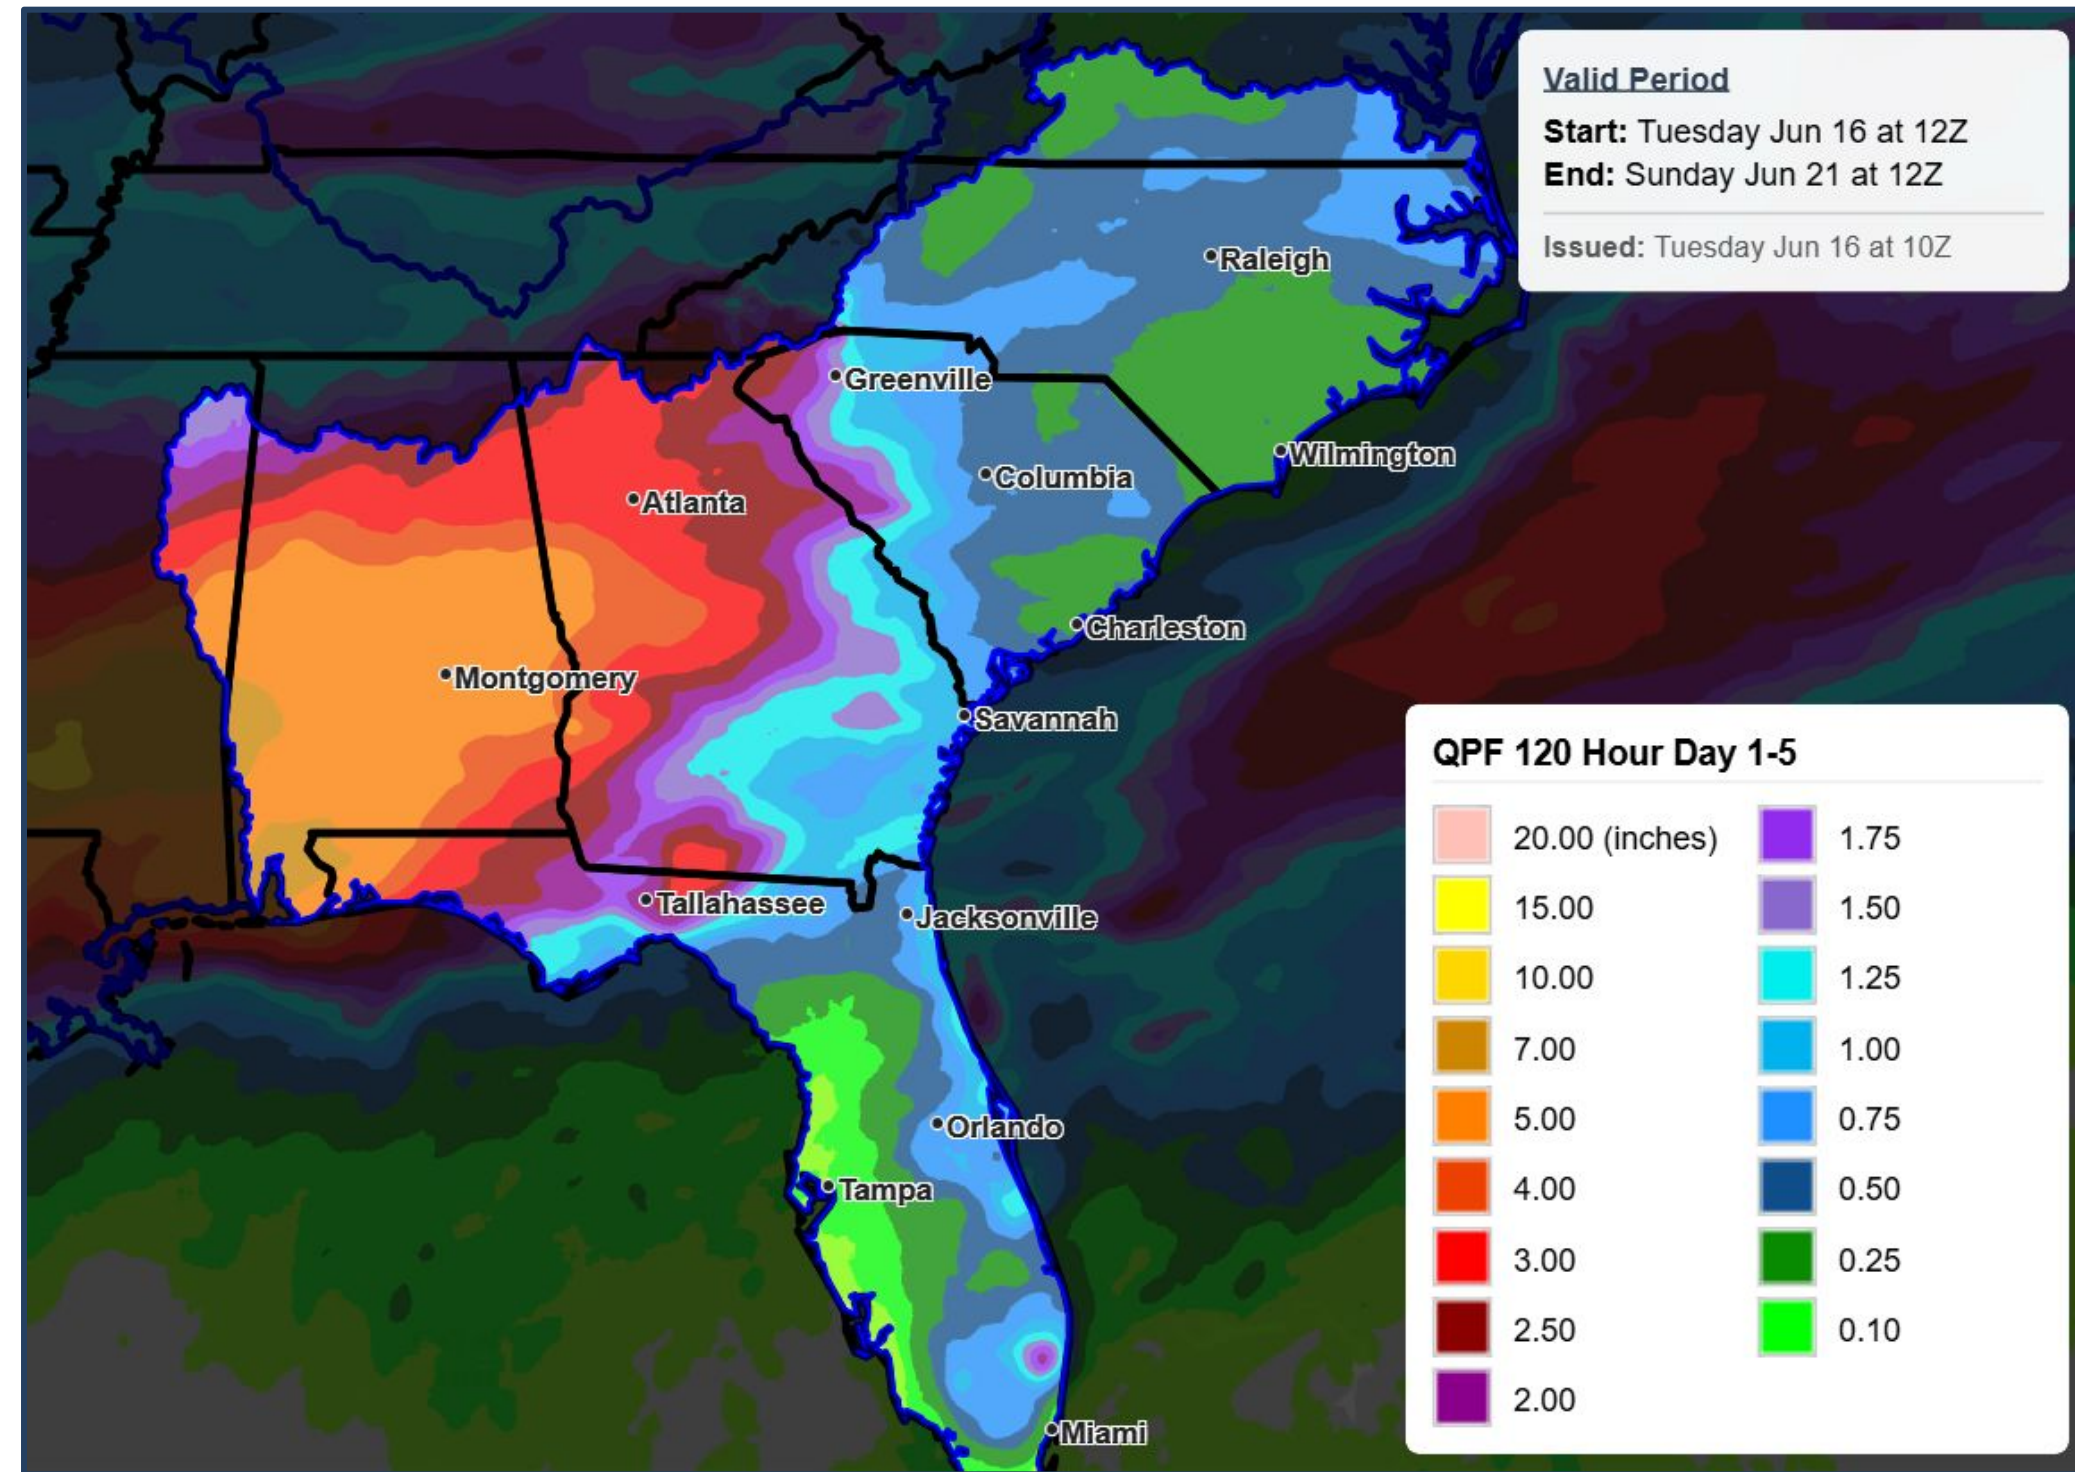 Valid Period
Start: Tuesday Jun 16 at 12Z
End: Sunday Jun 21 at 12Z
Issued: Tuesday Jun 16 at 10Z
Raleigh
Greenville
Wilmington
Columbia
Atlanta
Charleston
Montgomery
Savannah
Tallahassee
Jacksonville
Orlando
Tampa
Miami
QPF 120 Hour Day 1-5
20.00 (inches)
15.00
10.00
7.00
5.00
4.00
3.00
2.50
2.00
1.75
1.50
1.25
1.00
0.75
0.50
0.25
0.10